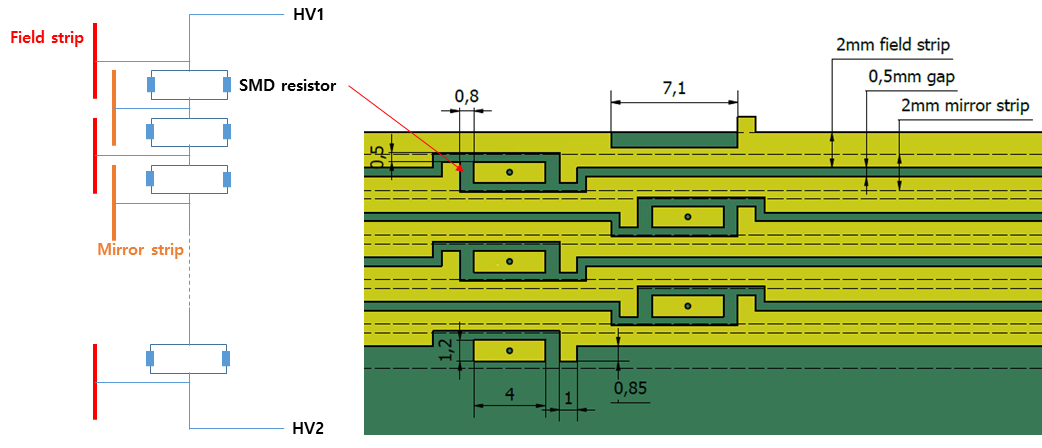 HV1
Field strip
SMD resistor
Mirror strip
HV2
2mm field strip
0,5mm gap
2mm mirror strip
0,8
7,1
0,5
1,2
4
1
0,85